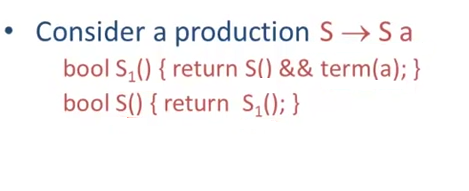 • Consider a production S → S a
bool S₁() { return S() && term(a); }
bool S() { return S₁(); }